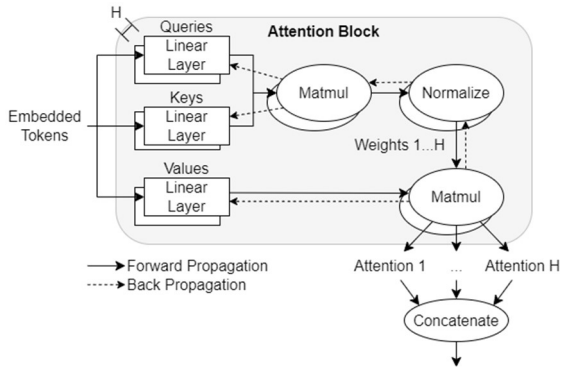 H
Queries
Attention Block
Linear
Layer
Matmul
Normalize
Keys
Embedded
Tokens
Linear
Layer
Weights 1...H
Values
Linear
Layer
Matmul
Forward Propagation
Back Propagation
Attention 1
...
Attention H
Concatenate